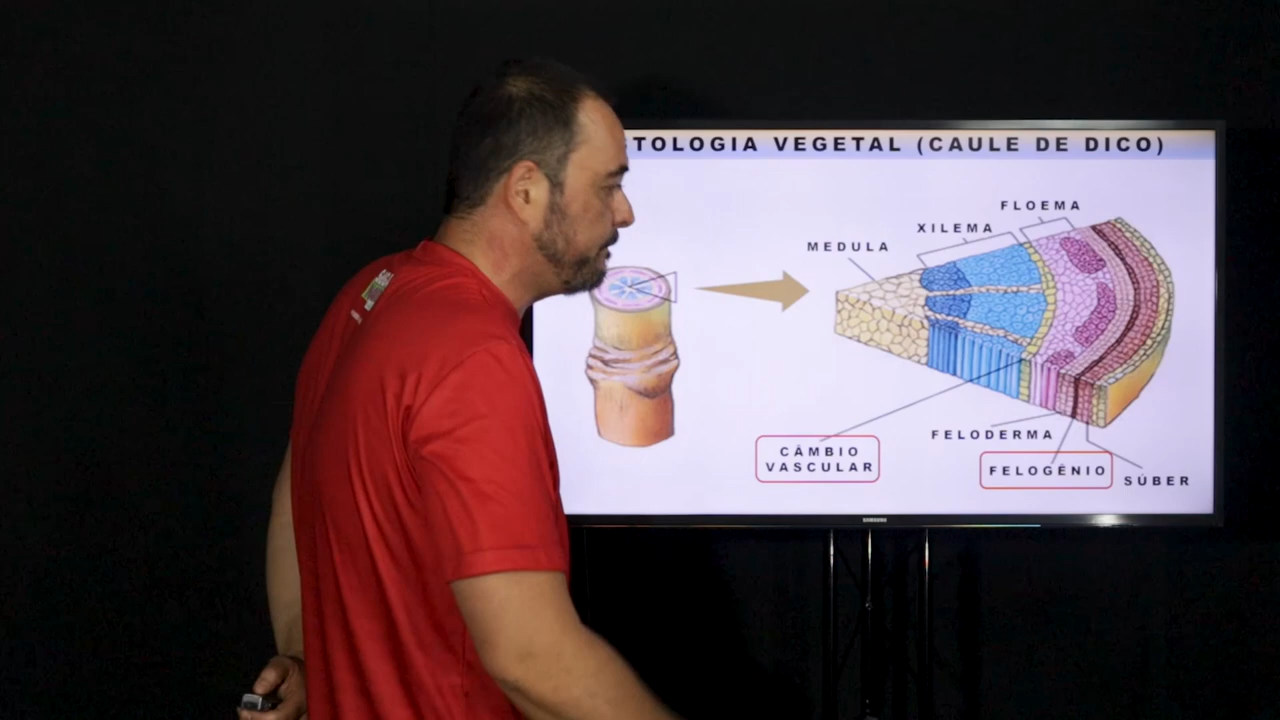 TOLOGIA VEGETAL (CAULE DE DICO)
FLOEMA
XILEMA
MEDULA
FELODERMA
CÂMBIO
VASCULAR
FELOGÊNIO
SÚBER
SAMSUNG